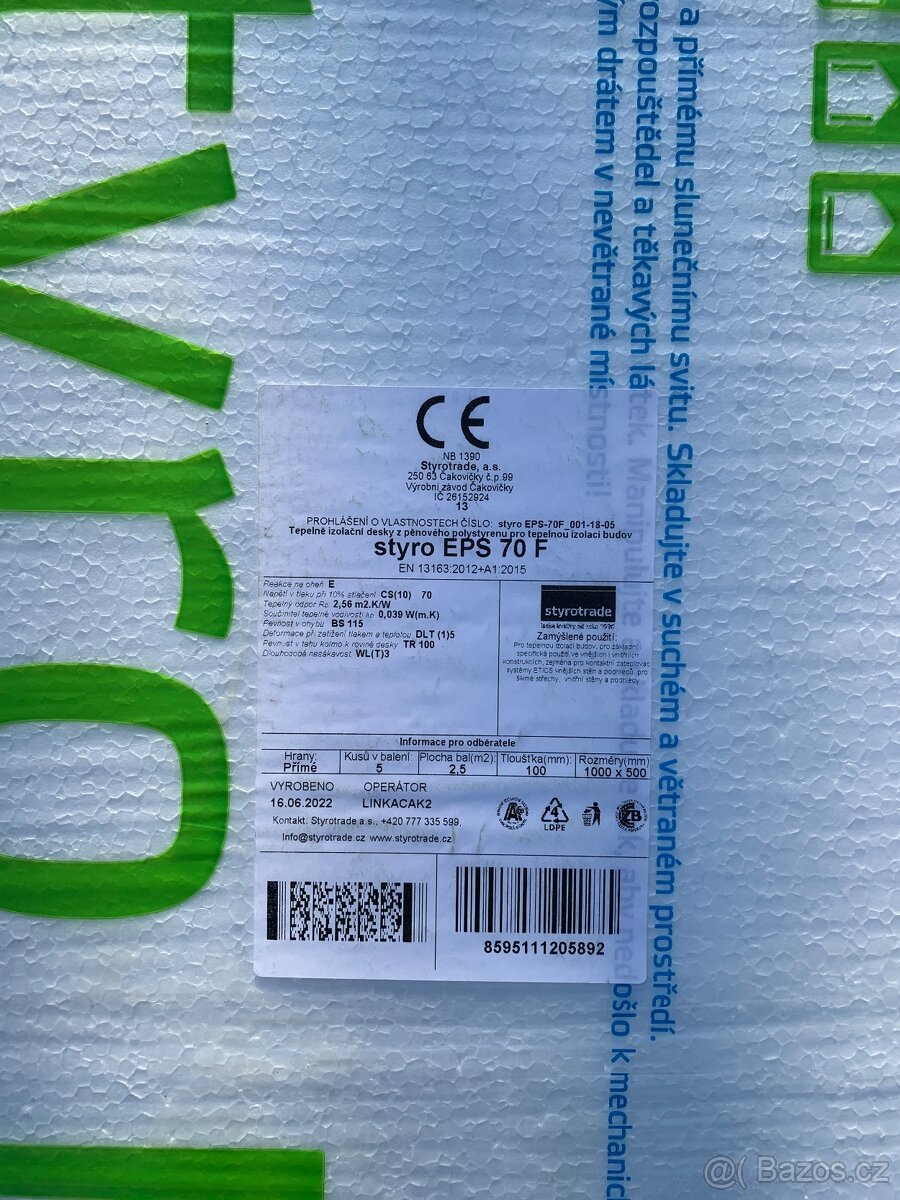 a přímému slunečnímu svitu. Skladujte v suchém a větraném prostředí.
rozpouštědel a těkavých látek.
ým drátem v nevětrané místnosti!
ošlo k mechanic
CE
NB 1390
Styrotrade, a.s.
250 63 Čakovičky č.p.99
Výrobní závod Čakovičky
IČ 26152924
13
PROHLÁŠENÍ O VLASTNOSTECH ČÍSLO: styro EPS-70F_001-18-05
Tepelně izolační desky z pěnového polystyrenu pro tepelnou izolaci budov
styro EPS 70 F
EN 13163:2012+A1:2015
Reakce na oheň E
Napětí v tlaku při 10% stlačení CS(10) 70
Tepelný odpor RD 2,56 m2.K/W
Součinitel tepelné vodivosti λD 0,039 W(m.K)
Pevnost v ohybu BS 115
Deformace při zatížení tlakem a teplotou DLT (1)5
Pevnost v tahu kolmo k rovině desky TR 100
Dlouhodobá nasákavost WL(T)3
styrotrade
Zamýšlené použití:
Pro tepelnou izolaci budov, pro základní
specifická použití ve vnějších i vnitřních
konstrukcích, zejména pro kontaktní zateplovac
systémy ETICS vnějších stěn a podhledů, pro
šikmé střechy, vnitřní stěny a podhledy
Informace pro odběratele
Hrany: Kusů v balení: Plocha bal(m2): Tloušťka(mm): Rozměry(mm)
Přímé 5 2,5 100 1000 x 500
VYROBENO OPERÁTOR
16.06.2022 LINKACAK2
Kontakt: Styrotrade a.s., +420 777 335 599,
Info@styrotrade.cz www.styrotrade.cz
4
LDPE
8595111205892
@( Bazos.cz